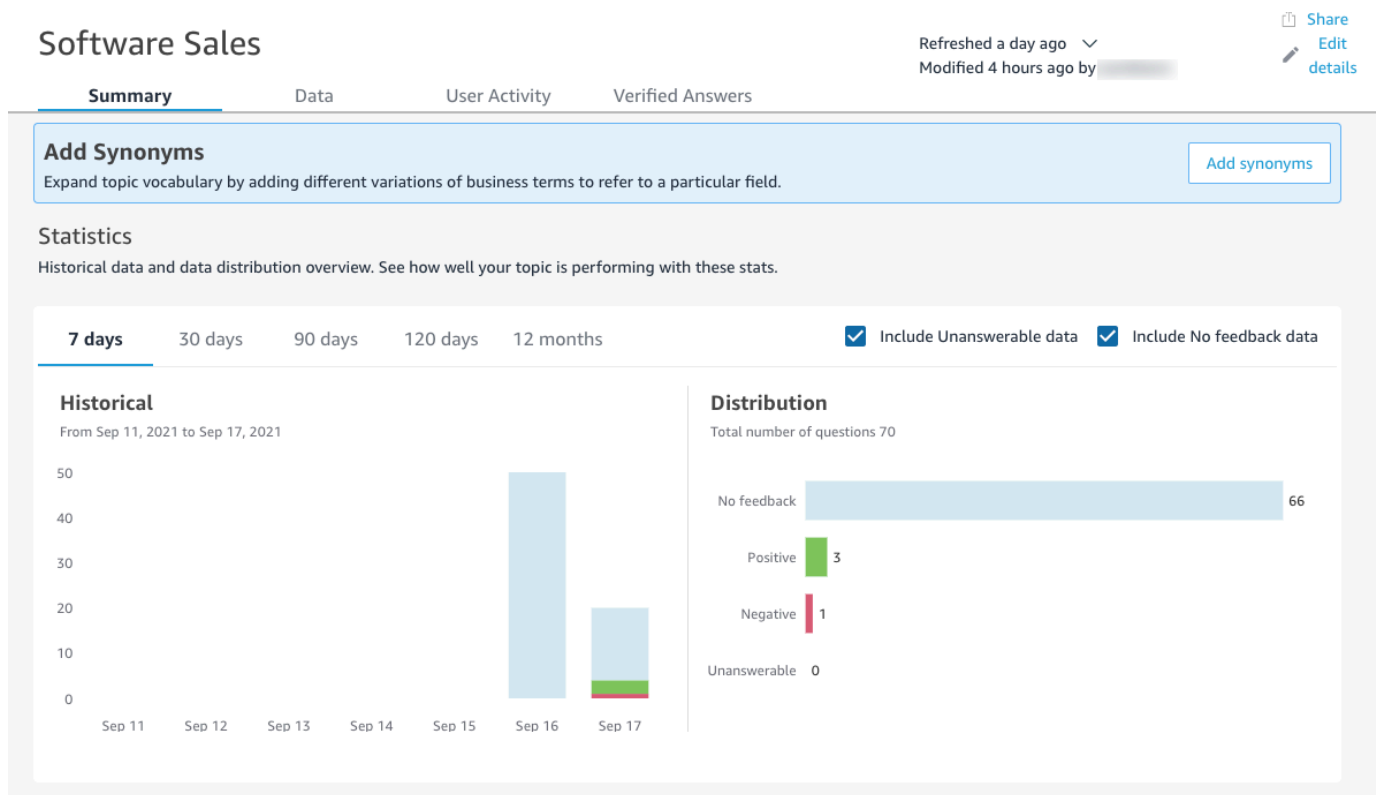 Software Sales
Refreshed a day ago
Modified 4 hours ago by
Share
Edit
details
Summary
Data
User Activity
Verified Answers
Add Synonyms
Expand topic vocabulary by adding different variations of business terms to refer to a particular field.
Add synonyms
Statistics
Historical data and data distribution overview. See how well your topic is performing with these stats.
7 days
30 days
90 days
120 days
12 months
Include Unanswerable data
Include No feedback data
Historical
From Sep 11, 2021 to Sep 17, 2021
50
40
30
20
10
0
Sep 11
Sep 12
Sep 13
Sep 14
Sep 15
Sep 16
Sep 17
Distribution
Total number of questions 70
No feedback 66
Positive 3
Negative 1
Unanswerable 0